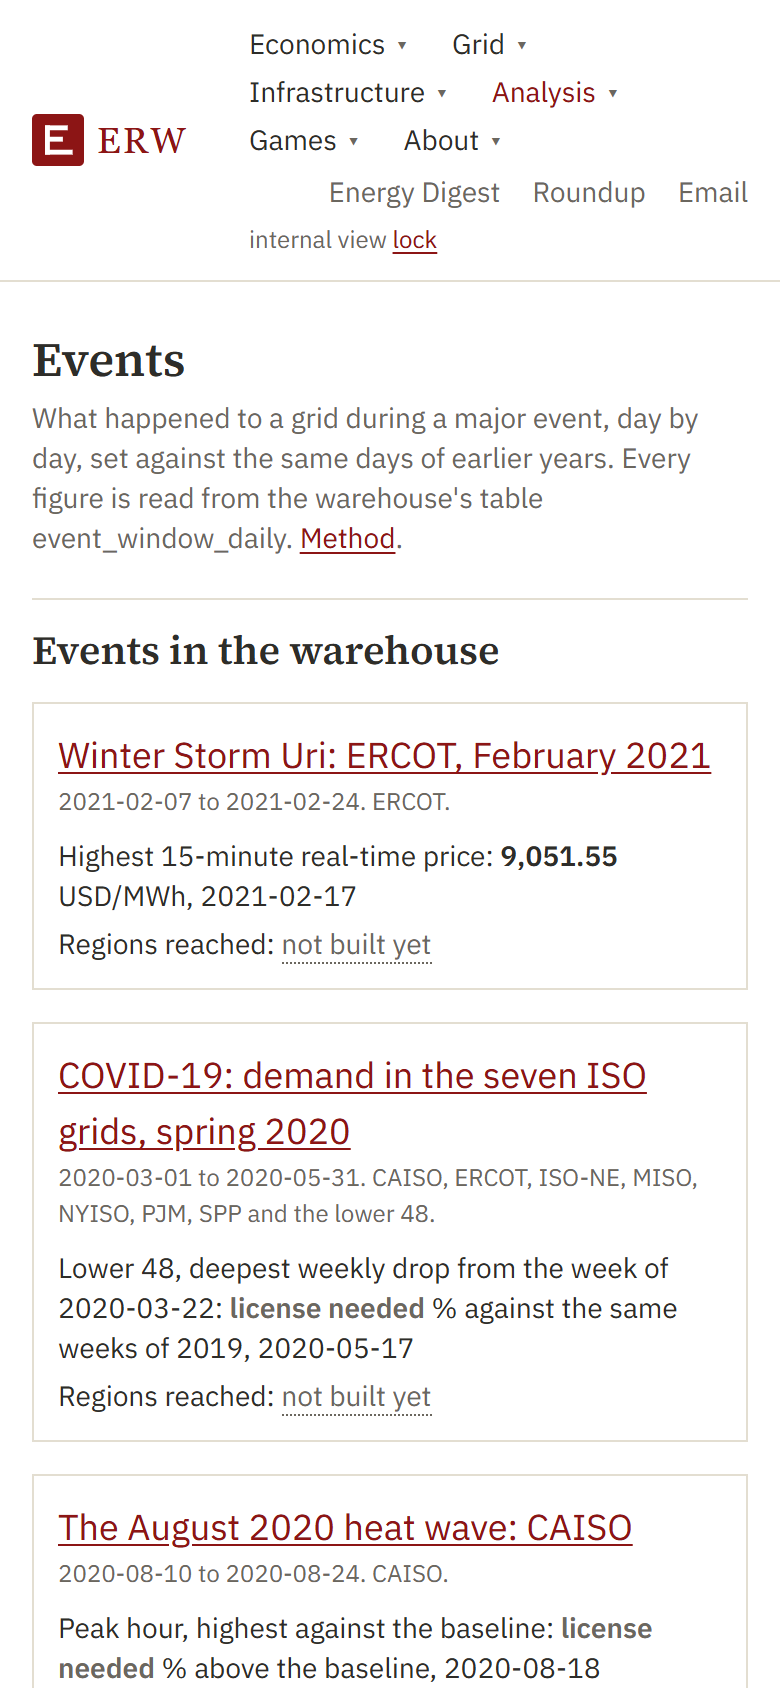 Economics ▾ Grid ▾
Infrastructure ▾ Analysis ▾
E ERW
Games ▾ About ▾
Energy Digest Roundup Email
internal view lock
Events
What happened to a grid during a major event, day by
day, set against the same days of earlier years. Every
figure is read from the warehouse's table
event_window_daily. Method.
Events in the warehouse
Winter Storm Uri: ERCOT, February 2021
2021-02-07 to 2021-02-24. ERCOT.
Highest 15-minute real-time price: 9,051.55
USD/MWh, 2021-02-17
Regions reached: not built yet
COVID-19: demand in the seven ISO
grids, spring 2020
2020-03-01 to 2020-05-31. CAISO, ERCOT, ISO-NE, MISO,
NYISO, PJM, SPP and the lower 48.
Lower 48, deepest weekly drop from the week of
2020-03-22: license needed % against the same
weeks of 2019, 2020-05-17
Regions reached: not built yet
The August 2020 heat wave: CAISO
2020-08-10 to 2020-08-24. CAISO.
Peak hour, highest against the baseline: license
needed % above the baseline, 2020-08-18